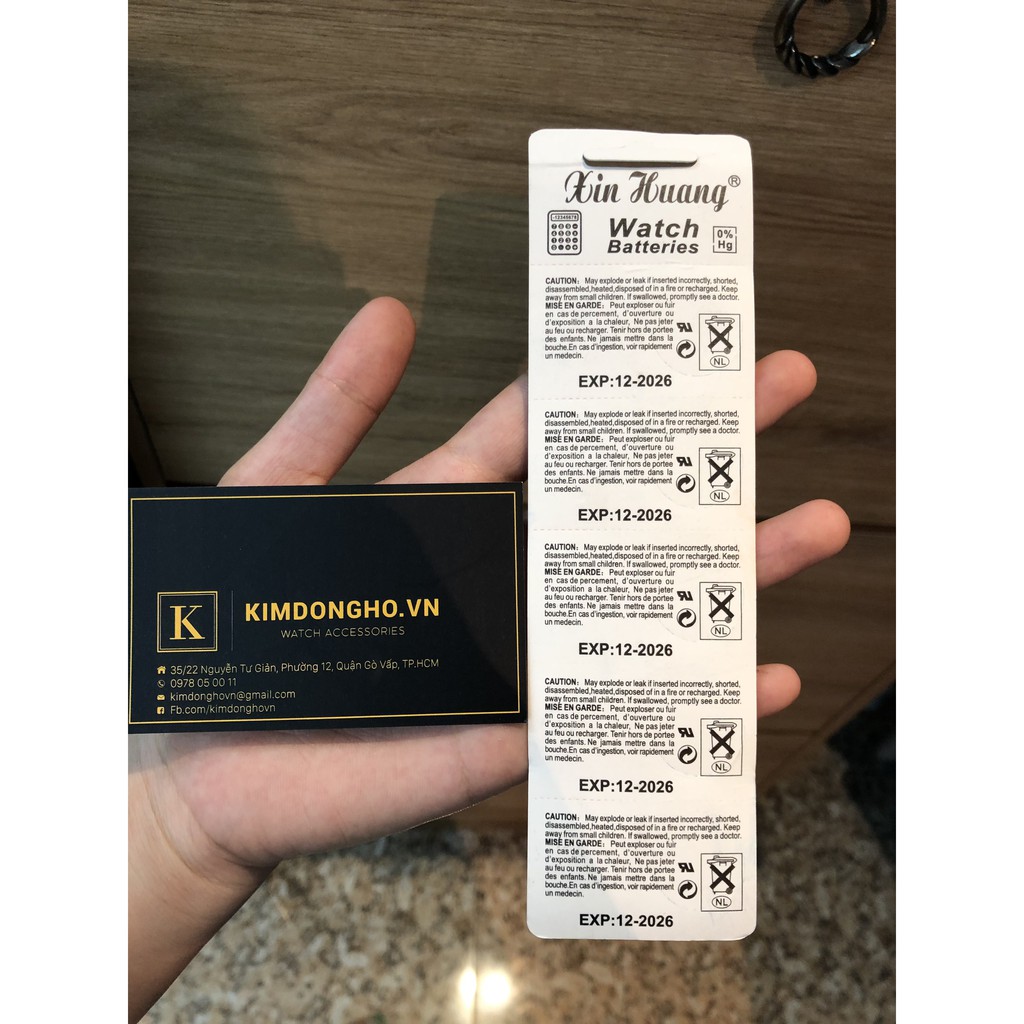 Xin Huang®
-12345678
Watch
Batteries
0%
Hg
CAUTION: May explode or leak if inserted incorrectly, shorted,
disassembled,heated,disposed of in a fire or recharged. Keep
away from small children. If swallowed, promptly see a doctor.
MISE EN GARDE: Peut exploser ou fuir
en cas de percement, d'ouverture ou
d'exposition a la chaleur, Ne pas jeter
au feu ou recharger. Tenir hors de portee
des enfants. Ne jamais mettre dans la
bouche.En cas d'ingestion, voir rapidement
un medecin.
NL
EXP:12-2026
CAUTION: May explode or leak if inserted incorrectly, shorted,
disassembled,heated,disposed of in a fire or recharged. Keep
away from small children. If swallowed, promptly see a doctor.
MISE EN GARDE: Peut exploser ou fuir
en cas de percement, d'ouverture ou
d'exposition a la chaleur, Ne pas jeter
au feu ou recharger. Tenir hors de portee
des enfants. Ne jamais mettre dans la
bouche.En cas d'ingestion, voir rapidement
un medecin.
NL
EXP:12-2026
CAUTION: May explode or leak if inserted incorrectly, shorted,
disassembled,heated,disposed of in a fire or recharged. Keep
away from small children. If swallowed, promptly see a doctor.
MISE EN GARDE: Peut exploser ou fuir
en cas de percement, d'ouverture ou
d'exposition a la chaleur, Ne pas jeter
au feu ou recharger. Tenir hors de portee
des enfants. Ne jamais mettre dans la
bouche.En cas d'ingestion, voir rapidement
un medecin.
NL
EXP:12-2026
CAUTION: May explode or leak if inserted incorrectly, shorted,
disassembled,heated,disposed of in a fire or recharged. Keep
away from small children. If swallowed, promptly see a doctor.
MISE EN GARDE: Peut exploser ou fuir
en cas de percement, d'ouverture ou
d'exposition a la chaleur, Ne pas jeter
au feu ou recharger. Tenir hors de portee
des enfants. Ne jamais mettre dans la
bouche.En cas d'ingestion, voir rapidement
un medecin.
NL
EXP:12-2026
CAUTION: May explode or leak if inserted incorrectly, shorted,
disassembled,heated,disposed of in a fire or recharged. Keep
away from small children. If swallowed, promptly see a doctor.
MISE EN GARDE: Peut exploser ou fuir
en cas de percement, d'ouverture ou
d'exposition a la chaleur, Ne pas jeter
au feu ou recharger. Tenir hors de portee
des enfants. Ne jamais mettre dans la
bouche.En cas d'ingestion, voir rapidement
un medecin.
NL
EXP:12-2026
K
KIMDONGHO.VN
WATCH ACCESSORIES
35/22 Nguyễn Tư Giản, Phường 12, Quận Gò Vấp, TP.HCM
0978 05 00 11
kimdonghovn@gmail.com
Fb.com/kimdonghovn